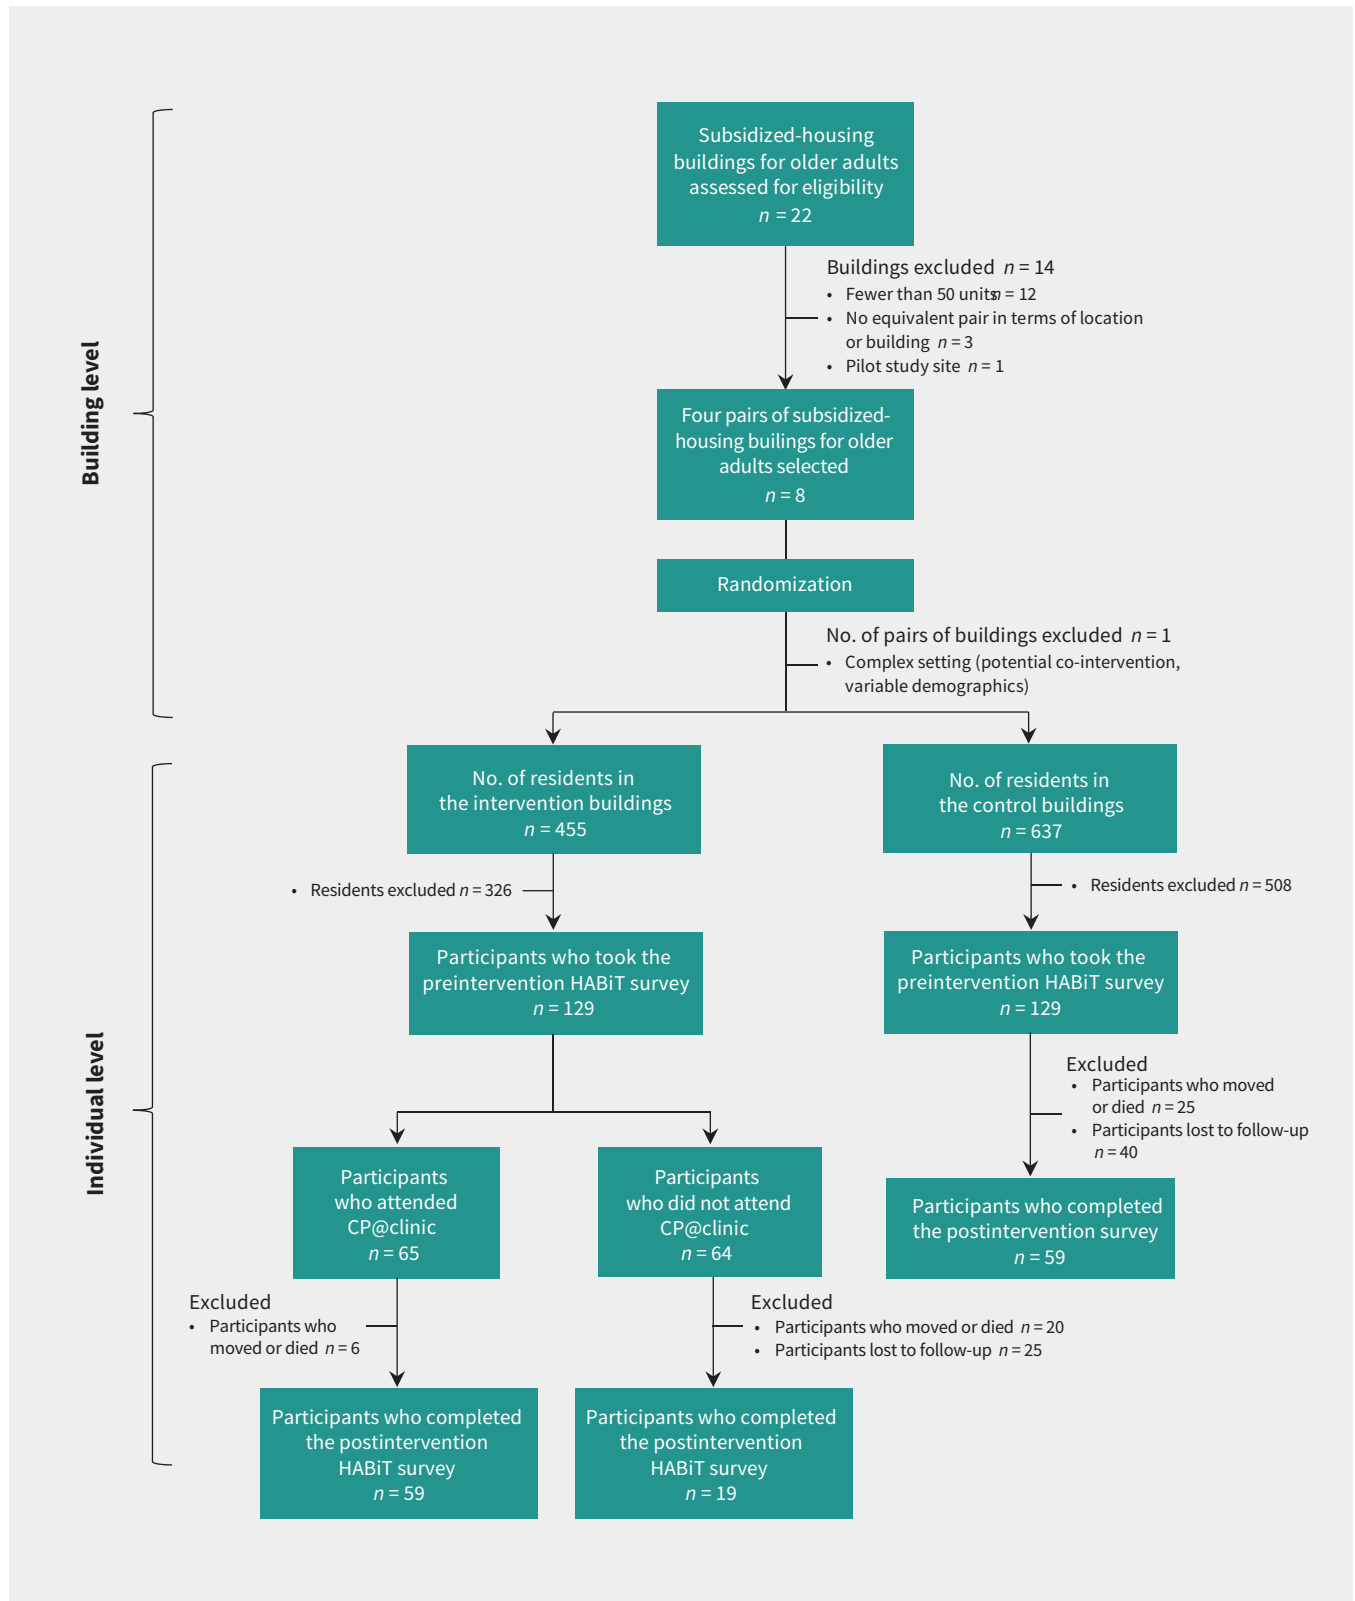 Subsidized-housing
buildings for older adults
assessed for eligibility
n = 22
Buildings excluded n = 14
• Fewer than 50 units n = 12
• No equivalent pair in terms of location
or building n = 3
• Pilot study site n = 1
Building level
Four pairs of subsidized-
housing builings for older
adults selected
n = 8
Randomization
No. of pairs of buildings excluded n = 1
• Complex setting (potential co-intervention,
variable demographics)
Individual level
No. of residents in
the intervention buildings
n = 455
No. of residents in
the control buildings
n = 637
• Residents excluded n = 326
• Residents excluded n = 508
Participants who took the
preintervention HABiT survey
n = 129
Participants who took the
preintervention HABiT survey
n = 129
Excluded
• Participants who moved
or died n = 25
• Participants lost to follow-up
n = 40
Participants
who attended
CP@clinic
n = 65
Participants
who did not attend
CP@clinic
n = 64
Participants who completed
the postintervention survey
n = 59
Excluded
• Participants who
moved or died n = 6
Excluded
• Participants who moved or died n = 20
• Participants lost to follow-up n = 25
Participants who completed
the postintervention
HABiT survey
n = 59
Participants who completed
the postintervention
HABiT survey
n = 19